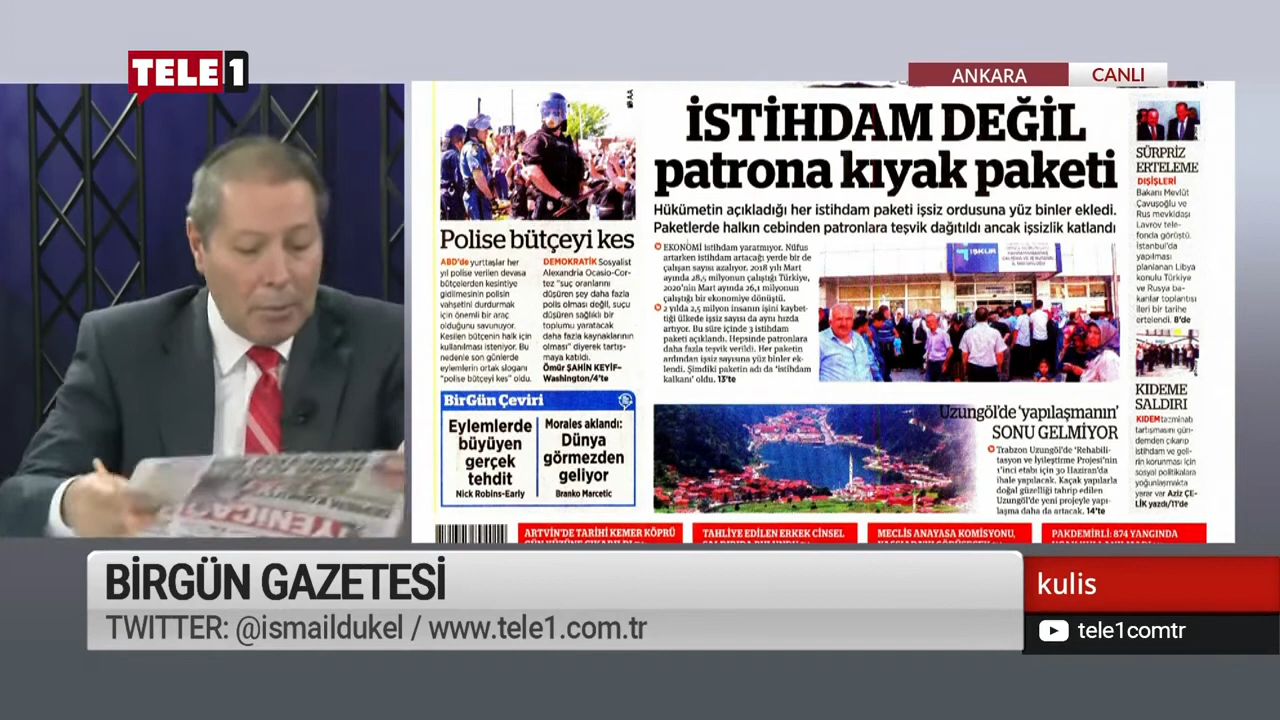 TELE1
ANKARA
CANLI
Polise bütçeyi kes
ABD'de yurttaşlar her
yıl polise verilen devasa
bütçelerden kesintiye
gidilmesinin polisin
vahşetini durdurmak
için önemli bir araç
olduğunu savunuyor.
Kesilen bütçenin halk için
kullanılması isteniyor. Bu
nedenle son günlerde
eylemlerin ortak sloganı
"polise bütçeyi kes" oldu.
DEMOKRATİK Sosyalist
Alexandria Ocasio-Cor-
tez "suç oranlarını
düşüren şey daha fazla
polis olması değil, suçu
düşüren sağlıklı bir
toplumu yaratacak
daha fazla kaynaklarının
olması" diyerek tartış-
maya katıldı.
Ömür ŞAHİN KEYİF–
Washington/4'te
BirGün Çeviri
Eylemlerde
büyüyen
gerçek
tehdit
Nick Robins-Early
Morales aklandı:
Dünya
görmezden
geliyor
Branko Marcetic
İSTİHDAM DEĞİL
patrona kıyak paketi
Hükümetin açıkladığı her istihdam paketi işsiz ordusuna yüz binler ekledi.
Paketlerde halkın cebinden patronlara teşvik dağıtıldı ancak işsizlik katlandı
EKONOMİ istihdam yaratmıyor. Nüfus
artarken istihdam artacağı yerde bir de
çalışan sayısı azalıyor. 2018 yılı Mart
ayında 28,5 milyonun çalıştığı Türkiye,
2020'nin Mart ayında 26,1 milyonun
çalıştığı bir ekonomiye dönüştü.
2 yılda 2,5 milyon insanın işini kaybet-
tiği ülkede işsiz sayısı da aynı hızda
artıyor. Bu süre içinde 3 istihdam
paketi açıklandı. Hepsinde patronlara
daha fazla teşvik verildi. Her paketin
ardından işsiz sayısına yüz binler ek-
lendi. Şimdiki paketin adı da 'istihdam
kalkanı' oldu. 13'te
İŞKUR
Uzungöl'de 'yapılaşmanın'
SONU GELMİYOR
Trabzon Uzungöl'de 'Rehabili-
tasyon ve İyileştirme Projesi'nin
1'inci etabı için 30 Haziran'da
ihale yapılacak. Kaçak yapılarla
doğal güzelliği tahrip edilen
Uzungöl'de yeni projeyle yapı-
laşma daha da artacak. 14'te
SÜRPRİZ
ERTELEME
DIŞİŞLERİ
Bakanı Mevlüt
Çavuşoğlu ve
Rus mevkidaşı
Lavrov tele-
fonda görüştü.
İstanbul'da
yapılması
planlanan Libya
konulu Türkiye
ve Rusya ba-
kanlar toplantısı
ileri bir tarihe
ertelendi. 8'de
KIDEME
SALDIRI
KIDEM tazminatı
tartışmasını gün-
demden çıkarıp
istihdam ve geli-
rin korunması için
sosyal politikalara
yoğunlaşmakta
yarar var Aziz ÇE-
LİK yazdı/11'de
ARTVİN'DE TARİHİ KEMER KÖPRÜ
TAHLİYE EDİLEN ERKEK CİNSEL
MECLİS ANAYASA KOMİSYONU,
PAKDEMİRLİ: 874 YANGINDA
YENİÇAĞ
BİRGÜN GAZETESİ
TWITTER: @ismaildukel / www.tele1.com.tr
kulis
tele1comtr